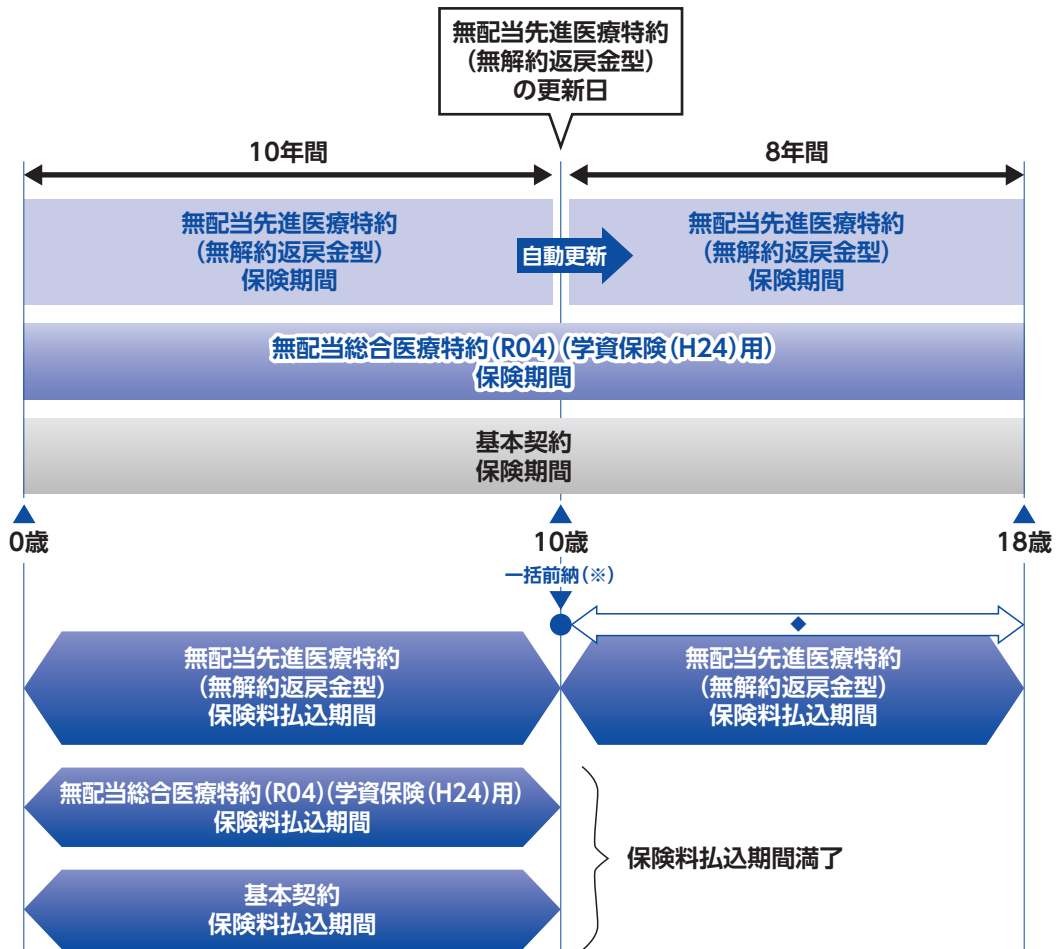 無配当先進医療特約
(無解約返戻金型)
の更新日
10年間
8年間
無配当先進医療特約
(無解約返戻金型)
保険期間
自動更新
無配当先進医療特約
(無解約返戻金型)
保険期間
無配当総合医療特約(R04)(学資保険(H24)用)
保険期間
基本契約
保険期間
0歳
10歳
18歳
一括前納(※)
無配当先進医療特約
(無解約返戻金型)
保険料払込期間
無配当先進医療特約
(無解約返戻金型)
保険料払込期間
無配当総合医療特約(R04)(学資保険(H24)用)
保険料払込期間
保険料払込期間満了
基本契約
保険料払込期間